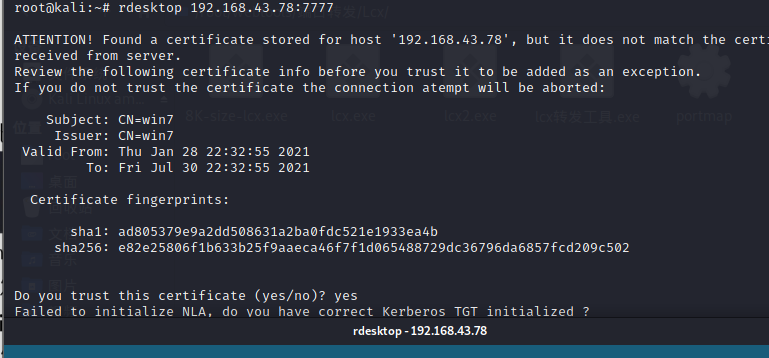 root@kali:~# rdesktop 192.168.43.78:7777
ATTENTION! Found a certificate stored for host '192.168.43.78', but it does not match the certi
received from server.
Review the following certificate info before you trust it to be added as an exception.
If you do not trust the certificate the connection atempt will be aborted:
Subject: CN=win7
Issuer: CN=win7
Valid From: Thu Jan 28 22:32:55 2021
To: Fri Jul 30 22:32:55 2021
Certificate fingerprints:
sha1: ad805379e9a2dd508631a2ba0fdc521e1933ea4b
sha256: e82e25806f1b633b25f9aaeca46f7f1d065488729dc36796da6857fcd209c502
Do you trust this certificate (yes/no)? yes
Failed to initialize NLA, do you have correct Kerberos TGT initialized ?
rdesktop - 192.168.43.78